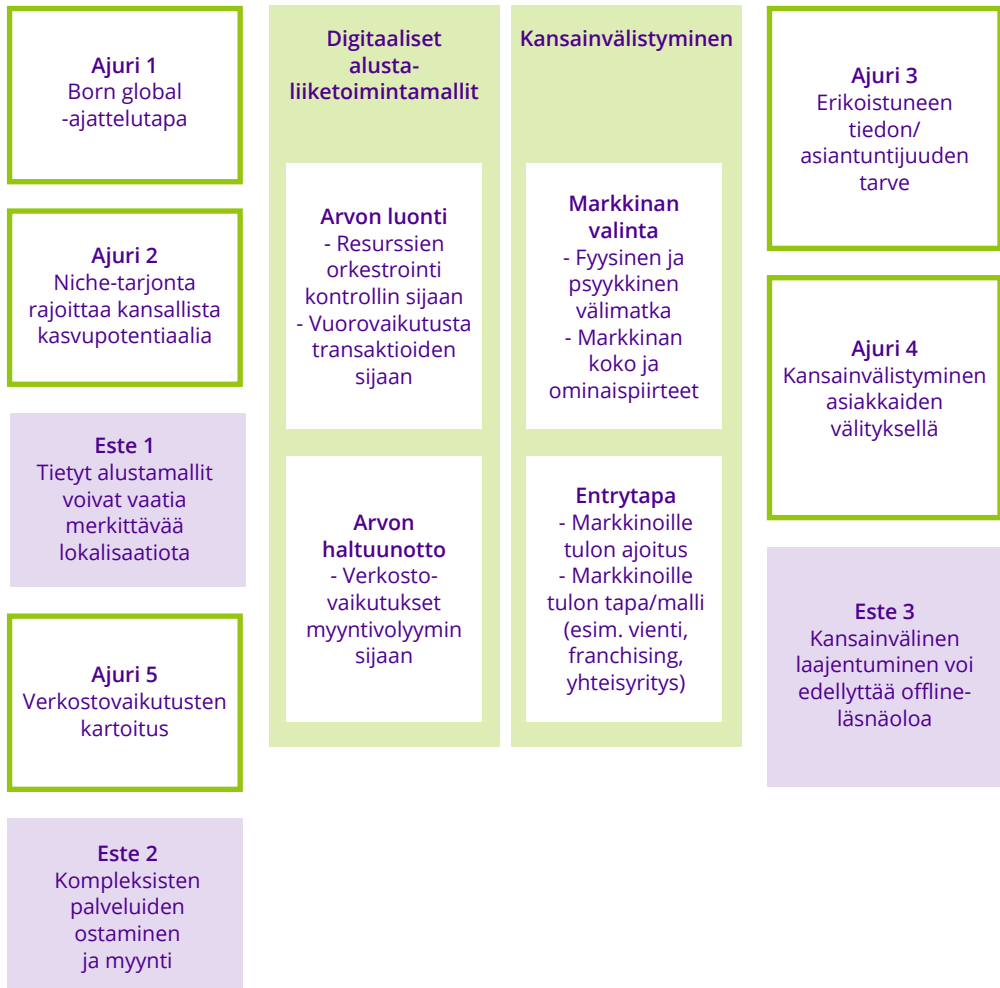 Ajuri 1
Born global
-ajattelutapa
Ajuri 2
Niche-tarjonta
rajoittaa kansallista
kasvupotentiaalia
Este 1
Tietyt alustamallit
voivat vaatia
merkittävää
lokalisaatiota
Ajuri 5
Verkostovaikutusten
kartoitus
Este 2
Kompleksisten
palveluiden
ostaminen
ja myynti
Digitaaliset
alusta-
liiketoimintamallit
Arvon luonti
- Resurssien
orkestrointi
kontrollin sijaan
- Vuorovaikutusta
transaktioiden
sijaan
Arvon
haltuunotto
- Verkosto-
vaikutukset
myyntivolyymin
sijaan
Kansainvälistyminen
Markkinan
valinta
- Fyysinen ja
psyykkinen
välimatka
- Markkinan
koko ja
ominaispiirteet
Entrytapa
- Markkinoille
tulon ajoitus
- Markkinoille
tulon tapa/malli
(esim. vienti,
franchising,
yhteisyritys)
Ajuri 3
Erikoistuneen
tiedon/
asiantuntijuuden
tarve
Ajuri 4
Kansainvälistyminen
asiakkaiden
välityksellä
Este 3
Kansainvälinen
laajentuminen voi
edellyttää offline-
läsnäoloa